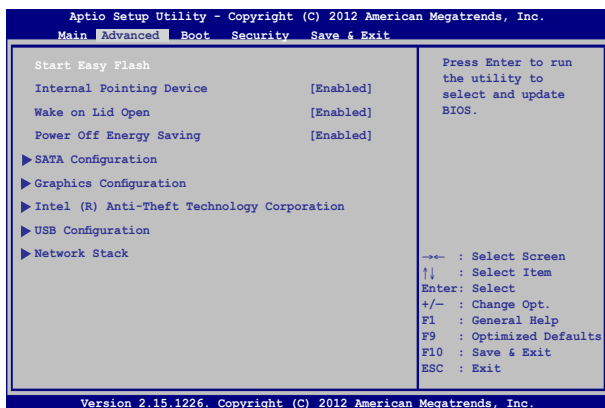 Aptio Setup Utility - Copyright (C) 2012 American Megatrends, Inc.
Main Advanced Boot Security Save & Exit
Start Easy Flash
Internal Pointing Device [Enabled]
Wake on Lid Open [Enabled]
Power Off Energy Saving [Enabled]
SATA Configuration
Graphics Configuration
Intel (R) Anti-Theft Technology Corporation
USB Configuration
Network Stack
Press Enter to run
the utility to
select and update
BIOS.
→← : Select Screen
↑↓ : Select Item
Enter: Select
+/— : Change Opt.
F1 : General Help
F9 : Optimized Defaults
F10 : Save & Exit
ESC : Exit
Version 2.15.1226. Copyright (C) 2012 American Megatrends, Inc.